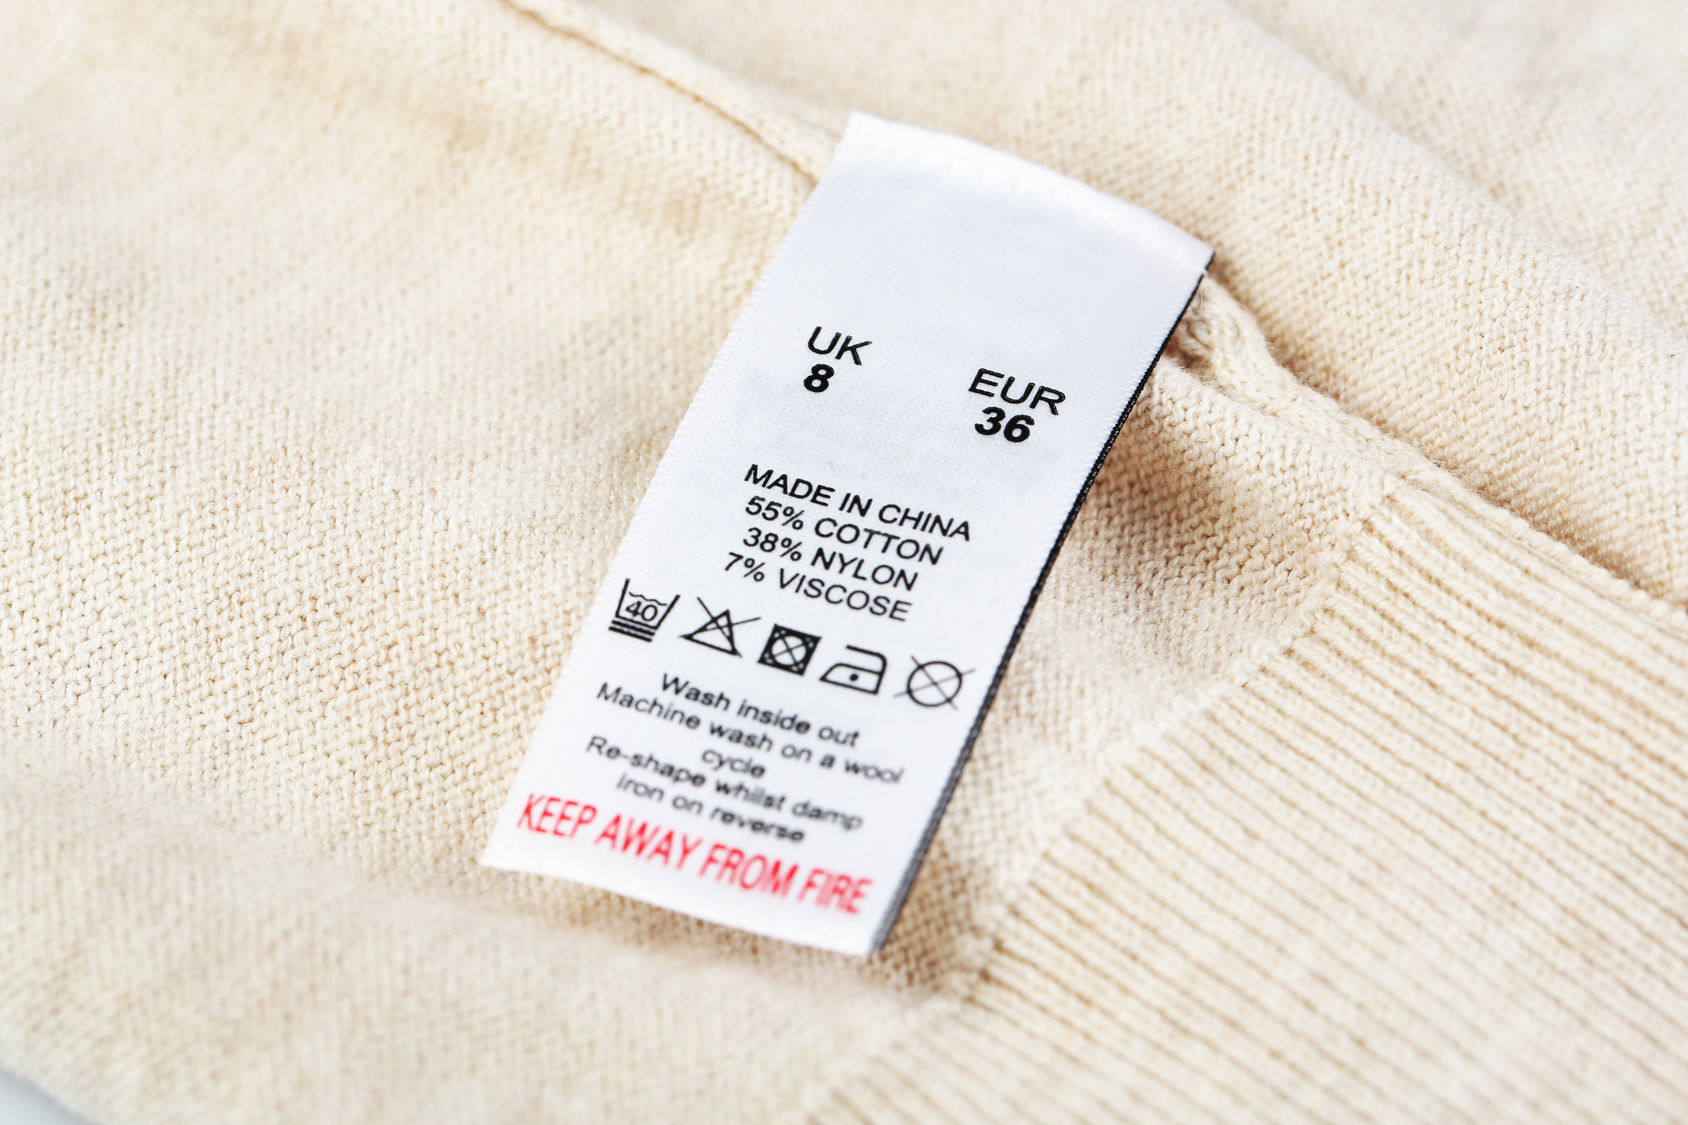 UK
8
EUR
36
MADE IN CHINA
55% COTTON
38% NYLON
7% VISCOSE
40
Wash inside out
Machine wash on a wool
cycle
Re-shape whilst damp
Iron on reverse
KEEP AWAY FROM FIRE